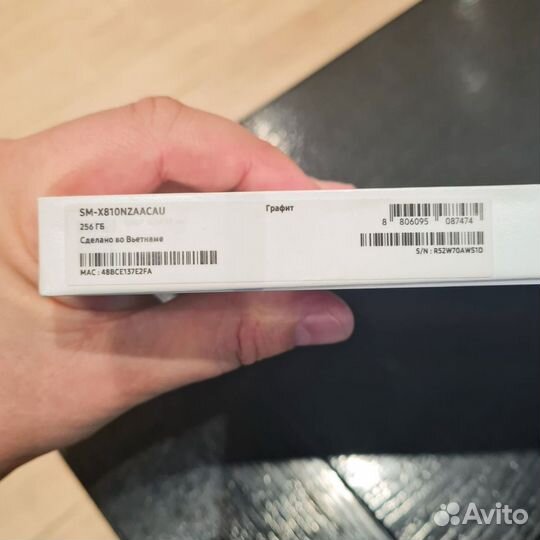 SM-X810NZAACAU
Графит
256 ГБ
Сделано во Вьетнаме
MAC : 48BCE137E2FA
8 806095 087474
S/N : R52W70AWS1D
Avito